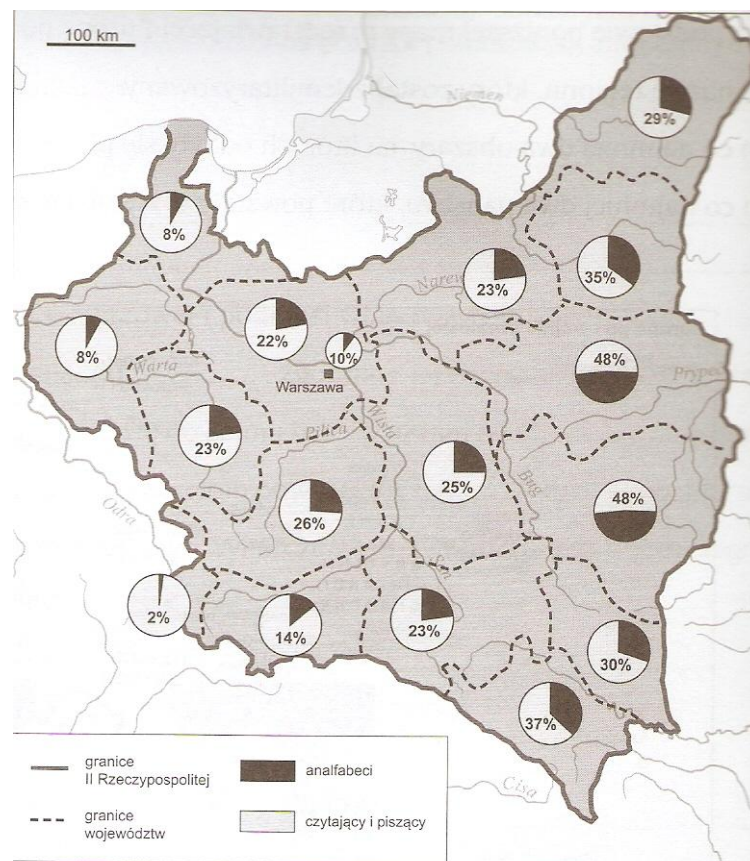 100 km
Niemen
29%
8%
Narew
23%
35%
22%
10%
8%
48%
Prypeć
Warta
Warszawa
Pilica
Wisła
23%
25%
Bug
48%
26%
Odra
San
2%
14%
23%
30%
37%
Cisa
granice
II Rzeczypospolitej
analfabeci
granice
województw
czytający i piszący